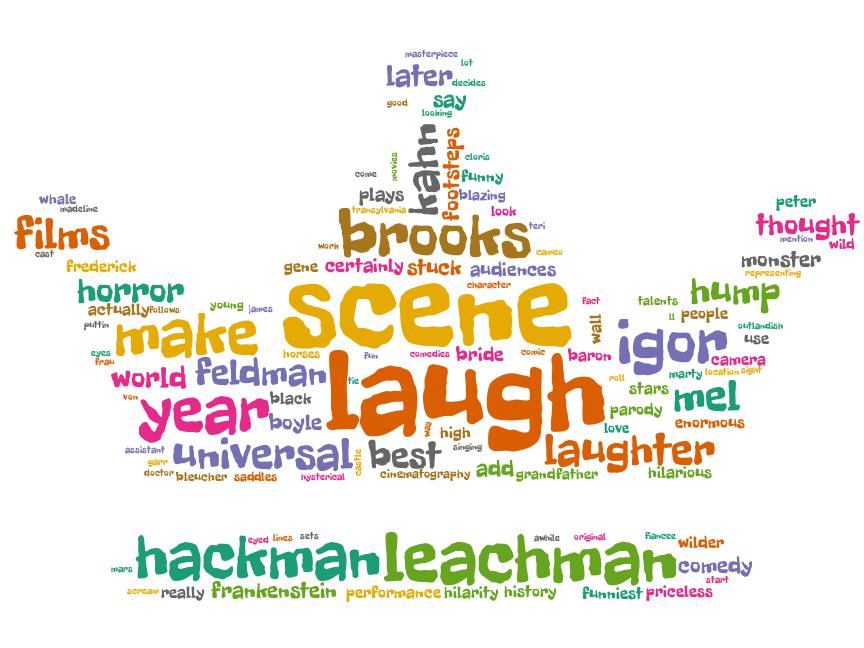 masterpiece
later lot
decides
good say
looking
kahn footsteps
movies cloris
come funny
plays blazing
transylvania look
whale
madeline
films
cast
frederick
peter
thought
mention wild
monster
representing
work brooks teri
cameo
gene certainly stuck audiences
character
horror
actually follows young james
puttin make scene fact
wall
talents hump
ll people
outlandish
use
igor
eyes
frau
horses fun comedies bride comic baron camera
world feldman tie laugh roll marty location sight
stars
von year black parody mel
boyle way high love enormous
assistant universal castle best singing laughter
garr
doctor bleucher saddles hysterical cinematography add grandfather hilarious
eyed lines sets awhile original fiancee
mars hackman leachman wilder
comedy
start
scream really frankenstein performance hilarity history funniest priceless